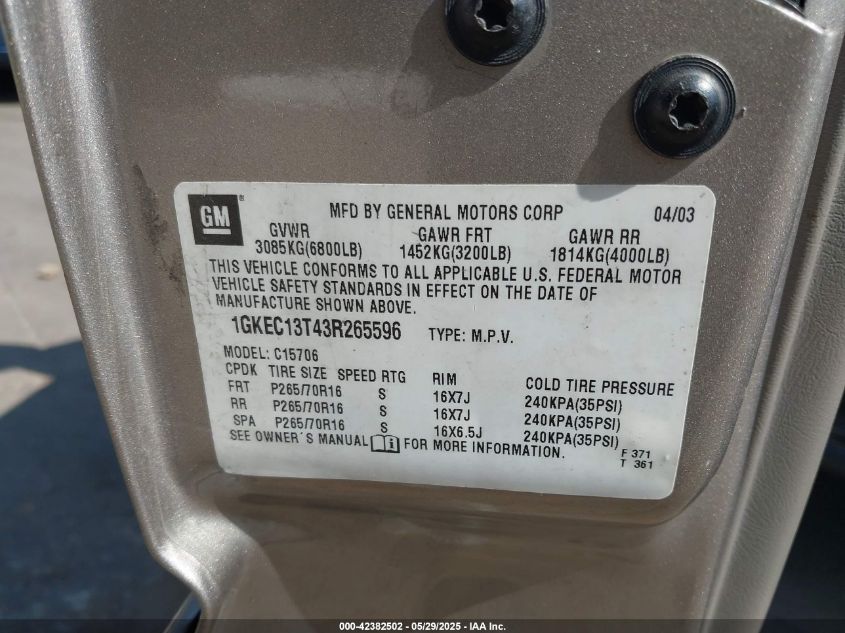 GM® MFD BY GENERAL MOTORS CORP 04/03
GVWR GAWR FRT GAWR RR
3085KG(6800LB) 1452KG(3200LB) 1814KG(4000LB)
THIS VEHICLE CONFORMS TO ALL APPLICABLE U.S. FEDERAL MOTOR
VEHICLE SAFETY STANDARDS IN EFFECT ON THE DATE OF
MANUFACTURE SHOWN ABOVE.
1GKEC13T43R265596 TYPE: M.P.V.
MODEL: C15706
CPDK TIRE SIZE SPEED RTG RIM COLD TIRE PRESSURE
FRT P265/70R16 S 16X7J 240KPA(35PSI)
RR P265/70R16 S 16X7J 240KPA(35PSI)
SPA P265/70R16 S 16X6.5J 240KPA(35PSI)
SEE OWNER'S MANUAL FOR MORE INFORMATION.
F 371
T 361
000-42382502 - 05/29/2025 - IAA Inc.